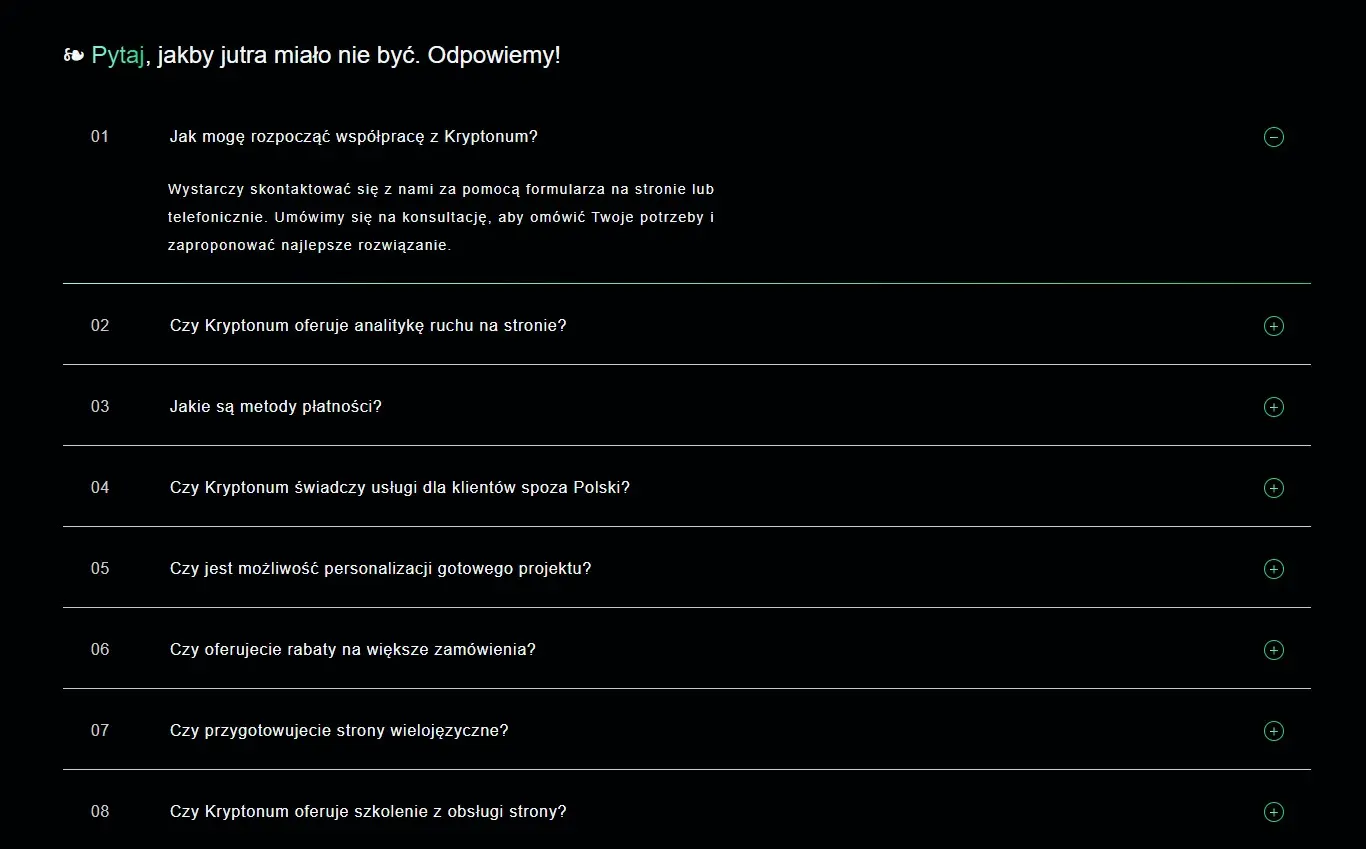 ❧ Pytaj, jakby jutra miało nie być. Odpowiemy!
01 Jak mogę rozpocząć współpracę z Kryptonum?
Wystarczy skontaktować się z nami za pomocą formularza na stronie lub
telefonicznie. Umówimy się na konsultację, aby omówić Twoje potrzeby i
zaproponować najlepsze rozwiązanie.
02 Czy Kryptonum oferuje analitykę ruchu na stronie?
03 Jakie są metody płatności?
04 Czy Kryptonum świadczy usługi dla klientów spoza Polski?
05 Czy jest możliwość personalizacji gotowego projektu?
06 Czy oferujecie rabaty na większe zamówienia?
07 Czy przygotowujecie strony wielojęzyczne?
08 Czy Kryptonum oferuje szkolenie z obsługi strony?